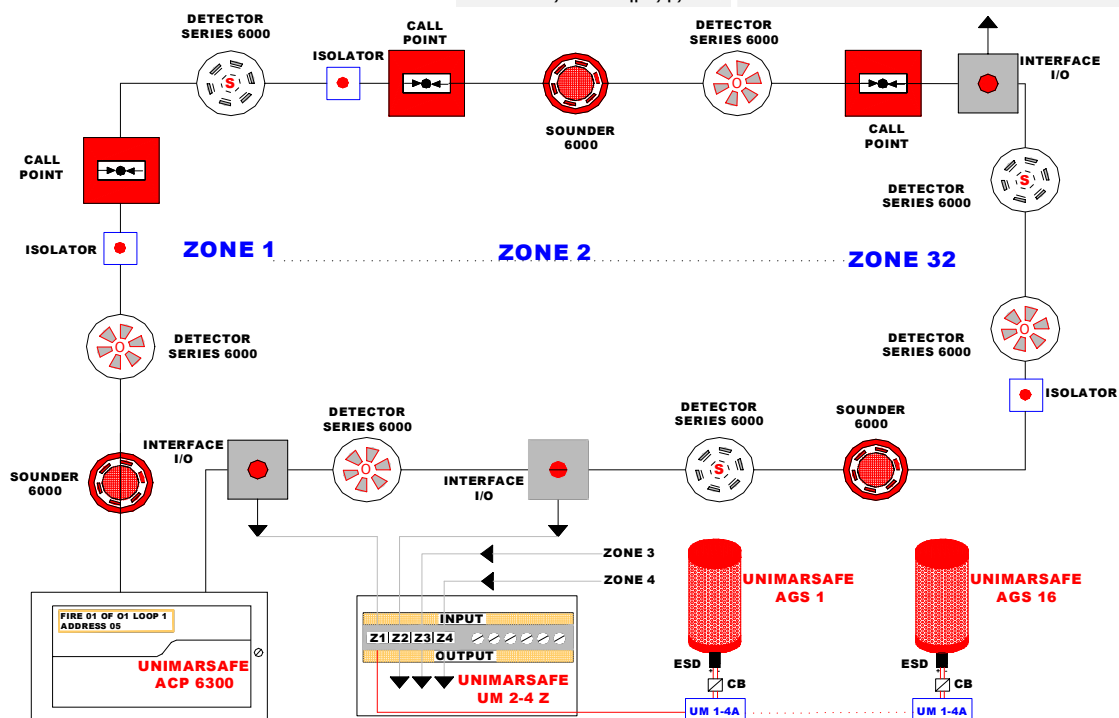 DETECTOR
SERIES 6000
CALL
POINT
DETECTOR
SERIES 6000
ISOLATOR
INTERFACE
I/O
S
O
SOUNDER
6000
CALL
POINT
CALL
POINT
S
DETECTOR
SERIES 6000
ISOLATOR
ZONE 1
ZONE 2
ZONE 32
O
DETECTOR
SERIES 6000
O
DETECTOR
SERIES 6000
ISOLATOR
DETECTOR
SERIES 6000
DETECTOR
SERIES 6000
SOUNDER
6000
INTERFACE
I/O
O
S
SOUNDER
6000
INTERFACE
I/O
ZONE 3
ZONE 4
FIRE 01 OF O1 LOOP 1
ADDRESS 05
UNIMARSAFE
ACP 6300
INPUT
Z1 Z2 Z3 Z4
OUTPUT
UNIMARSAFE
UM 2-4 Z
UNIMARSAFE
AGS 1
UNIMARSAFE
AGS 16
ESD
CB
UM 1-4A
ESD
CB
UM 1-4A